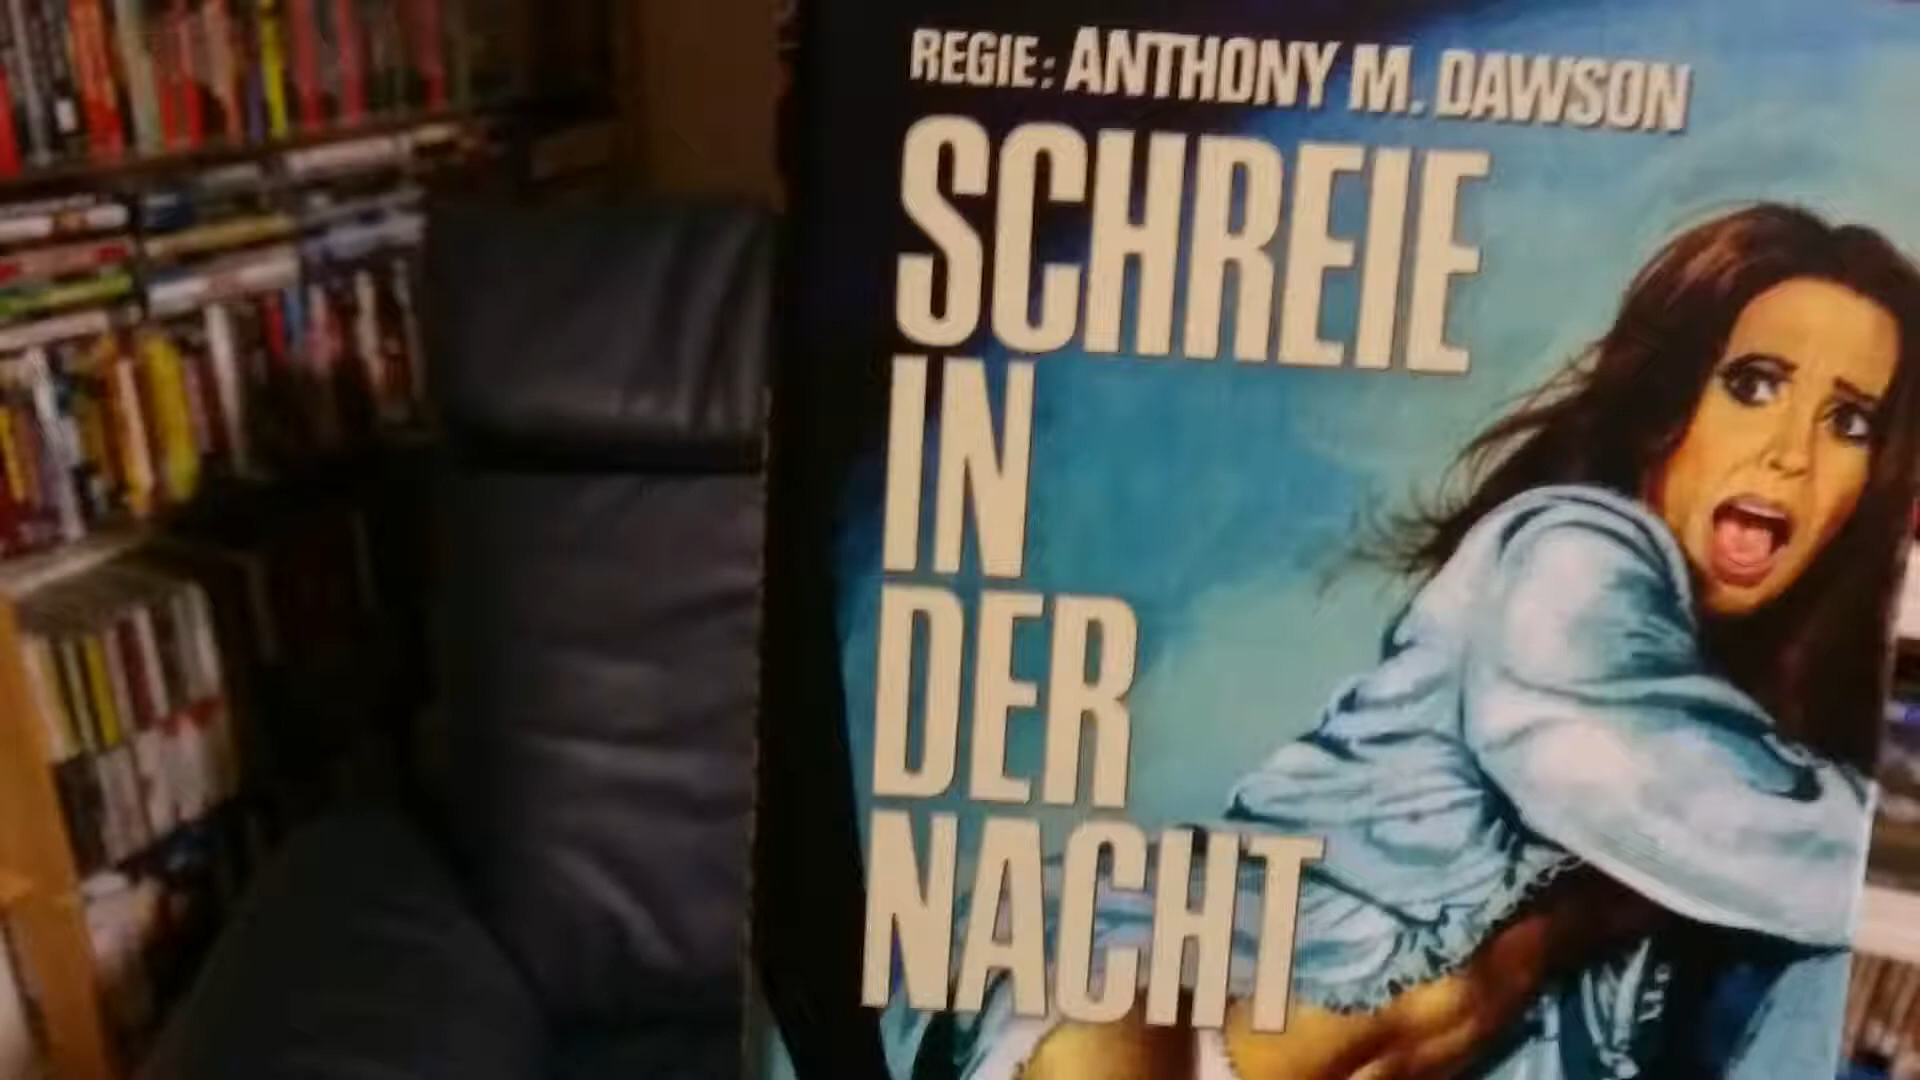 REGIE: ANTHONY M. DAWSON
SCHREIE
IN
DER
NACHT